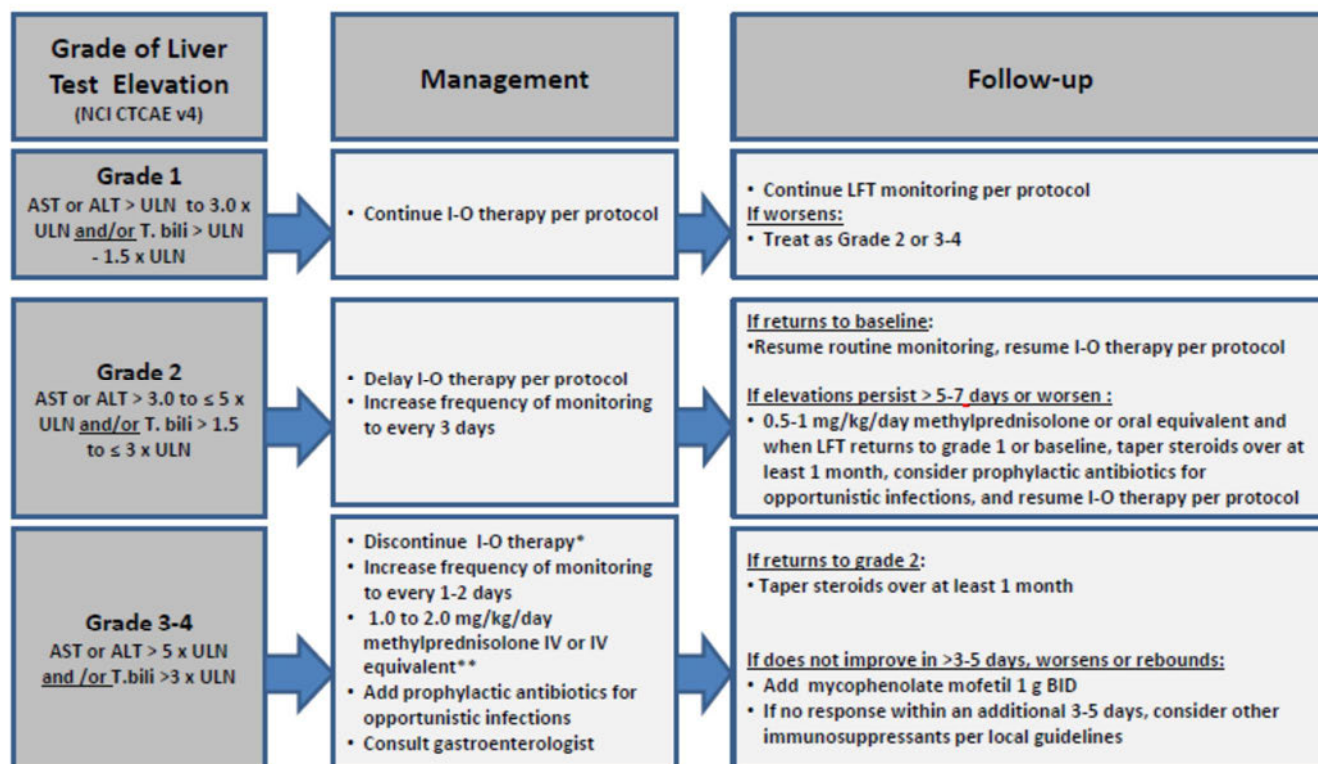 Grade of Liver
Test Elevation
(NCI CTCAE v4)
Management
Follow-up
Grade 1
AST or ALT > ULN to 3.0 x
ULN and/or T. bili > ULN
- 1.5 x ULN
• Continue I-O therapy per protocol
• Continue LFT monitoring per protocol
If worsens:
• Treat as Grade 2 or 3-4
Grade 2
AST or ALT > 3.0 to ≤ 5 x
ULN and/or T. bili > 1.5
to ≤ 3 x ULN
• Delay I-O therapy per protocol
• Increase frequency of monitoring
to every 3 days
If returns to baseline:
•Resume routine monitoring, resume I-O therapy per protocol
If elevations persist > 5-7 days or worsen :
• 0.5-1 mg/kg/day methylprednisolone or oral equivalent and
when LFT returns to grade 1 or baseline, taper steroids over at
least 1 month, consider prophylactic antibiotics for
opportunistic infections, and resume I-O therapy per protocol
Grade 3-4
AST or ALT > 5 x ULN
and /or T.bili >3 x ULN
• Discontinue I-O therapy*
• Increase frequency of monitoring
to every 1-2 days
• 1.0 to 2.0 mg/kg/day
methylprednisolone IV or IV
equivalent**
• Add prophylactic antibiotics for
opportunistic infections
• Consult gastroenterologist
If returns to grade 2:
• Taper steroids over at least 1 month
If does not improve in >3-5 days, worsens or rebounds:
• Add mycophenolate mofetil 1 g BID
• If no response within an additional 3-5 days, consider other
immunosuppressants per local guidelines